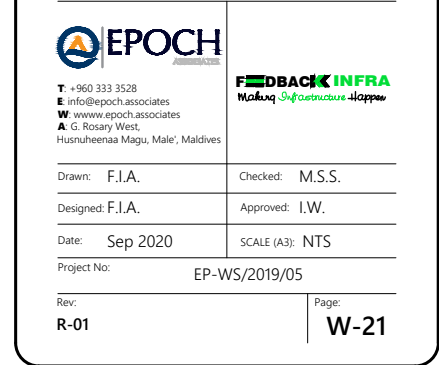 EPOCH
ASSOCIATES
T: +960 333 3528
E: info@epoch.associates
W: wwww.epoch.associates
A: G. Rosary West,
Husnuheenaa Magu, Male', Maldives
FEEDBACK INFRA
Making Infrastructure Happen
Drawn: F.I.A.
Checked: M.S.S.
Designed: F.I.A.
Approved: I.W.
Date: Sep 2020
SCALE (A3): NTS
Project No: EP-WS/2019/05
Rev:
R-01
Page:
W-21